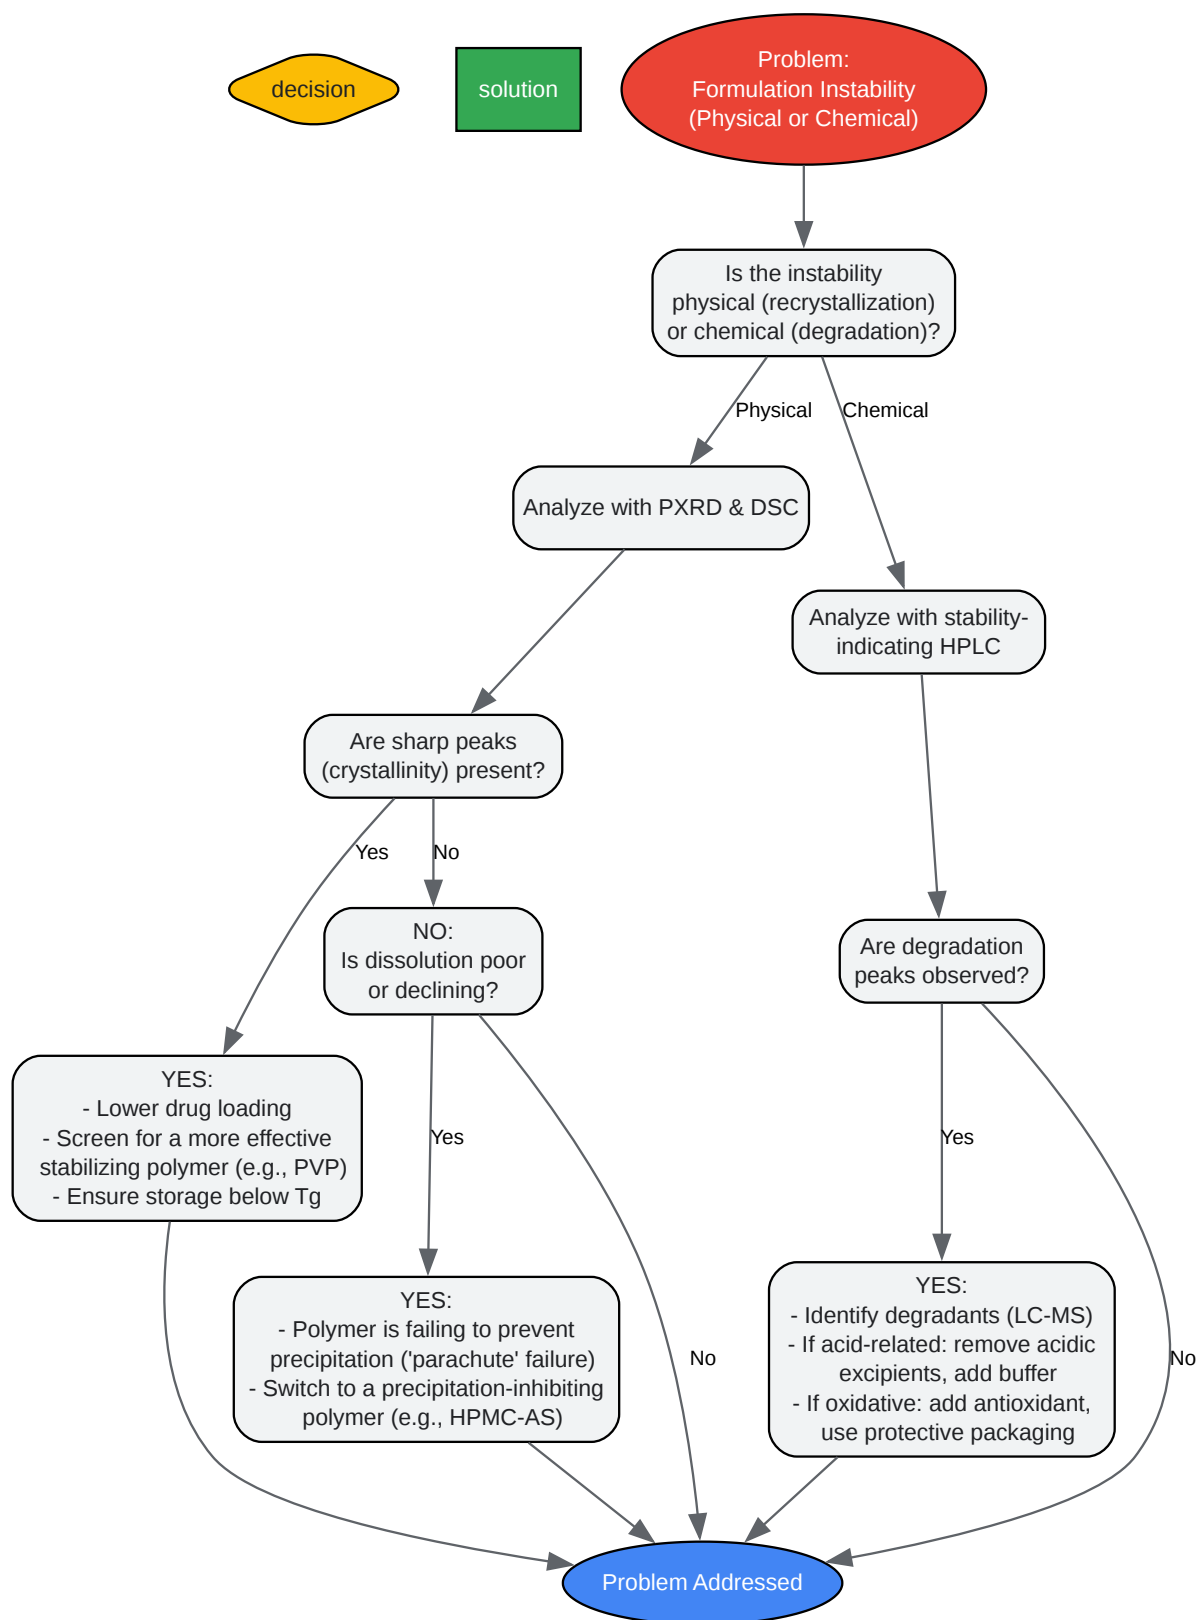 decision
solution
Problem:
Formulation Instability
(Physical or Chemical)
Is the instability
physical (recrystallization)
or chemical (degradation)?
Physical
Chemical
Analyze with PXRD & DSC
Analyze with stability-
indicating HPLC
Are sharp peaks
(crystallinity) present?
Yes
No
NO:
Is dissolution poor
or declining?
Are degradation
peaks observed?
YES:
- Lower drug loading
- Screen for a more effective
stabilizing polymer (e.g., PVP)
- Ensure storage below Tg
Yes
Yes
YES:
- Polymer is failing to prevent
precipitation ('parachute' failure)
- Switch to a precipitation-inhibiting
polymer (e.g., HPMC-AS)
No
YES:
- Identify degradants (LC-MS)
- If acid-related: remove acidic
excipients, add buffer
- If oxidative: add antioxidant,
use protective packaging
No
Problem Addressed